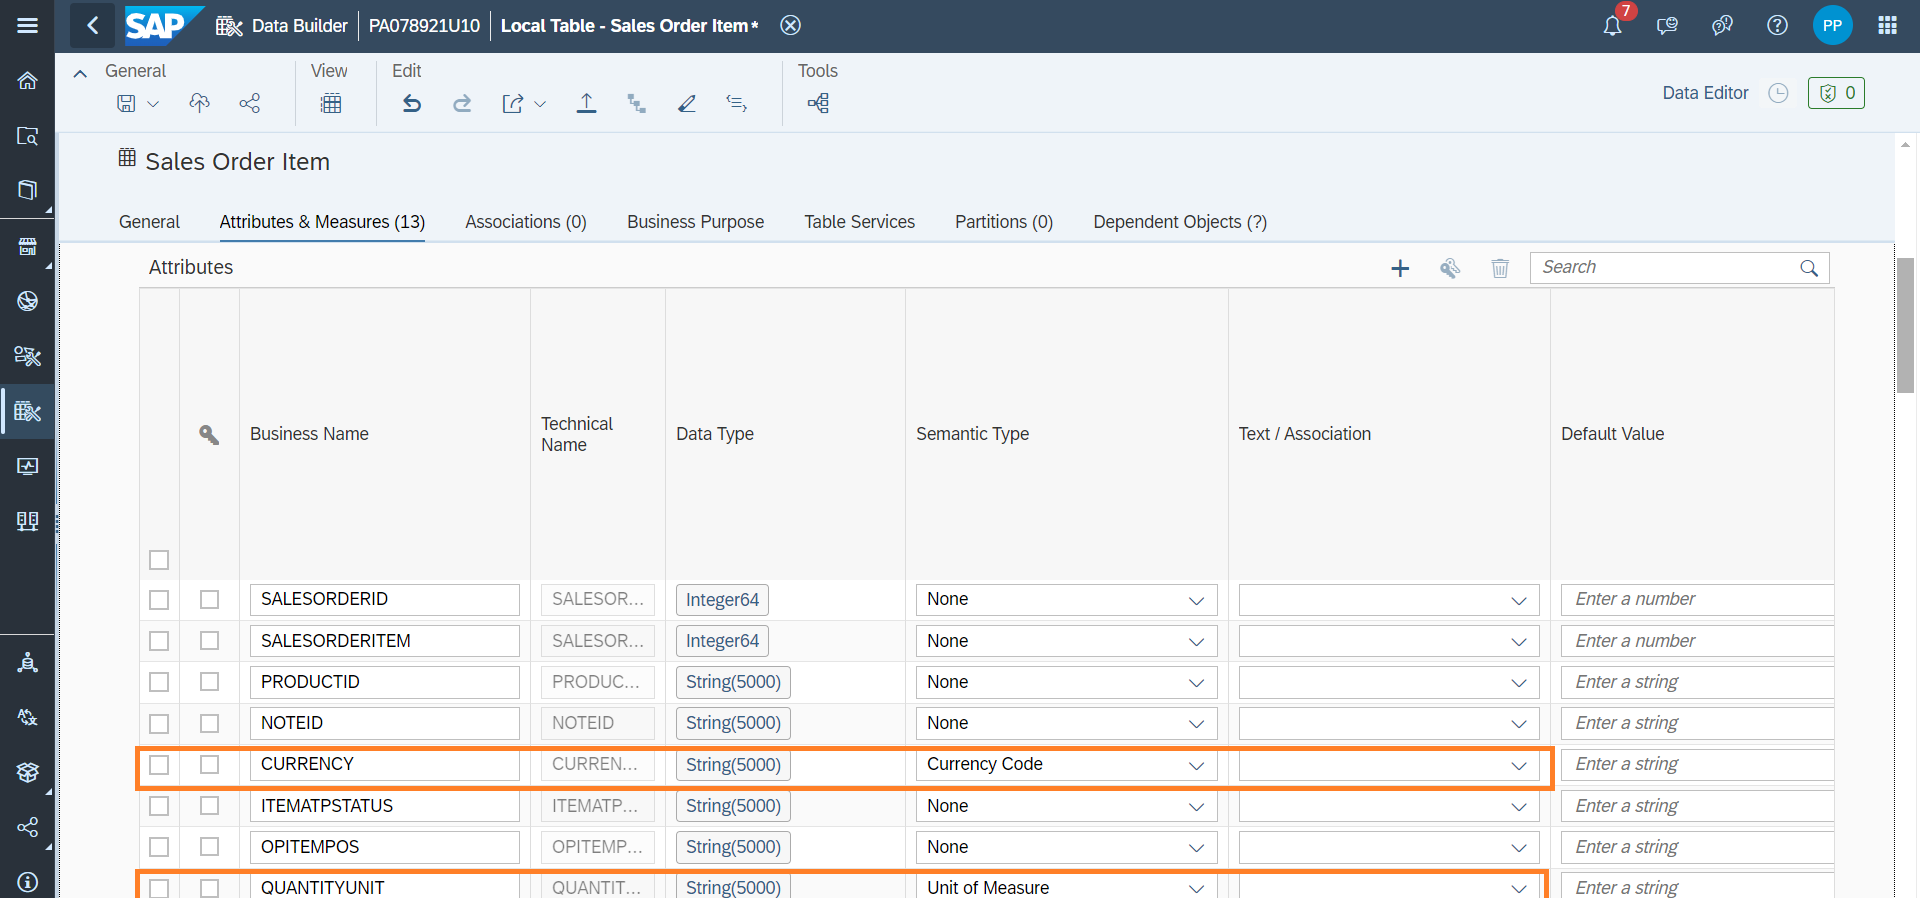 SAP Data Builder PA078921U10 Local Table - Sales Order Item* 7 PP
General View Edit Tools
Data Editor 0
Sales Order Item
General Attributes & Measures (13) Associations (0) Business Purpose Table Services Partitions (0) Dependent Objects (?)
Attributes Search
Business Name Technical Name Data Type Semantic Type Text / Association Default Value
SALESORDERID SALESOR... Integer64 None Enter a number
SALESORDERITEM SALESOR... Integer64 None Enter a number
PRODUCTID PRODUC... String(5000) None Enter a string
NOTEID NOTEID String(5000) None Enter a string
CURRENCY CURREN... String(5000) Currency Code Enter a string
ITEMATPSTATUS ITEMATP... String(5000) None Enter a string
OPITEMPOS OPITEMP... String(5000) None Enter a string
QUANTITYUNIT QUANTIT... String(5000) Unit of Measure Enter a string